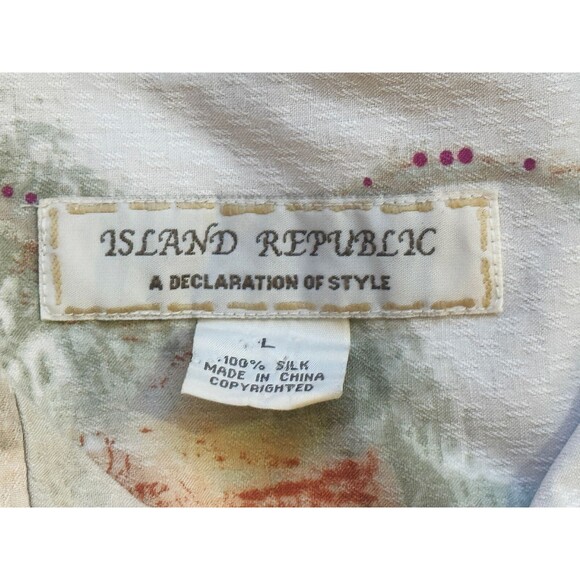 ISLAND REPUBLIC
A DECLARATION OF STYLE
L
100% SILK
MADE IN CHINA
COPYRIGHTED